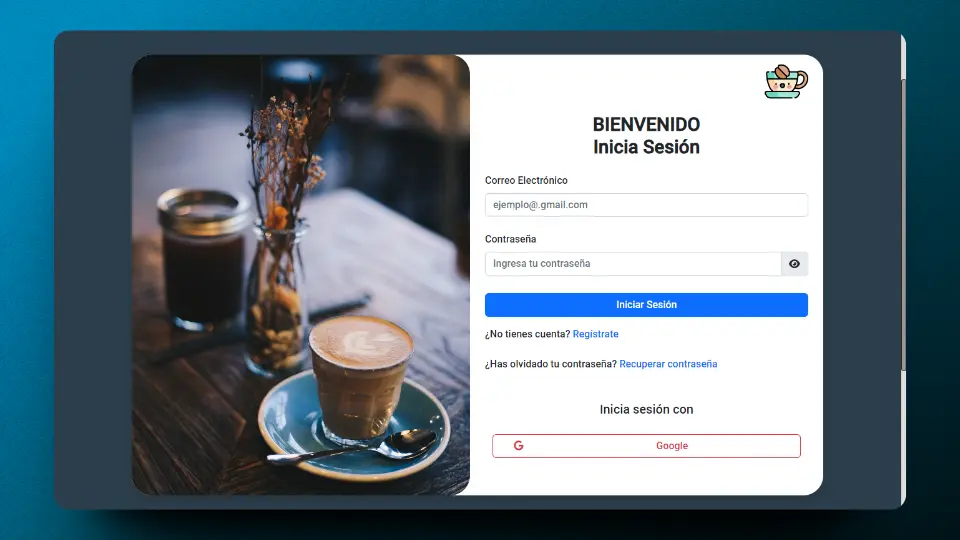 BIENVENIDO
Inicia Sesión
Correo Electrónico
ejemplo@.gmail.com
Contraseña
Ingresa tu contraseña
Iniciar Sesión
¿No tienes cuenta? Registrate
¿Has olvidado tu contraseña? Recuperar contraseña
Inicia sesión con
G Google